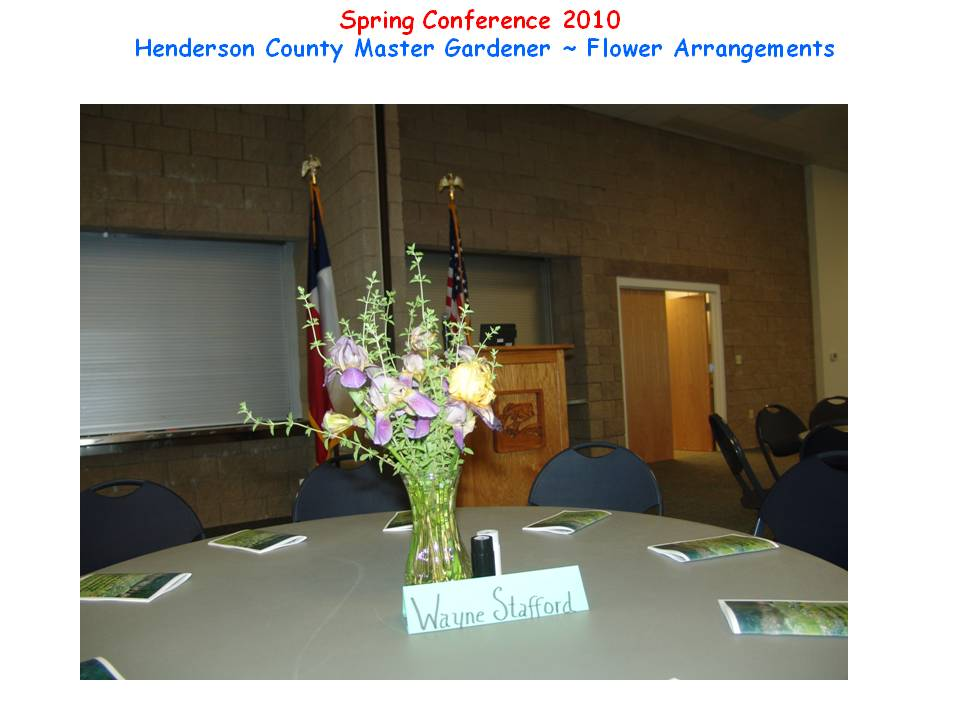 Spring Conference 2010
Henderson County Master Gardener ~ Flower Arrangements
Wayne Stafford